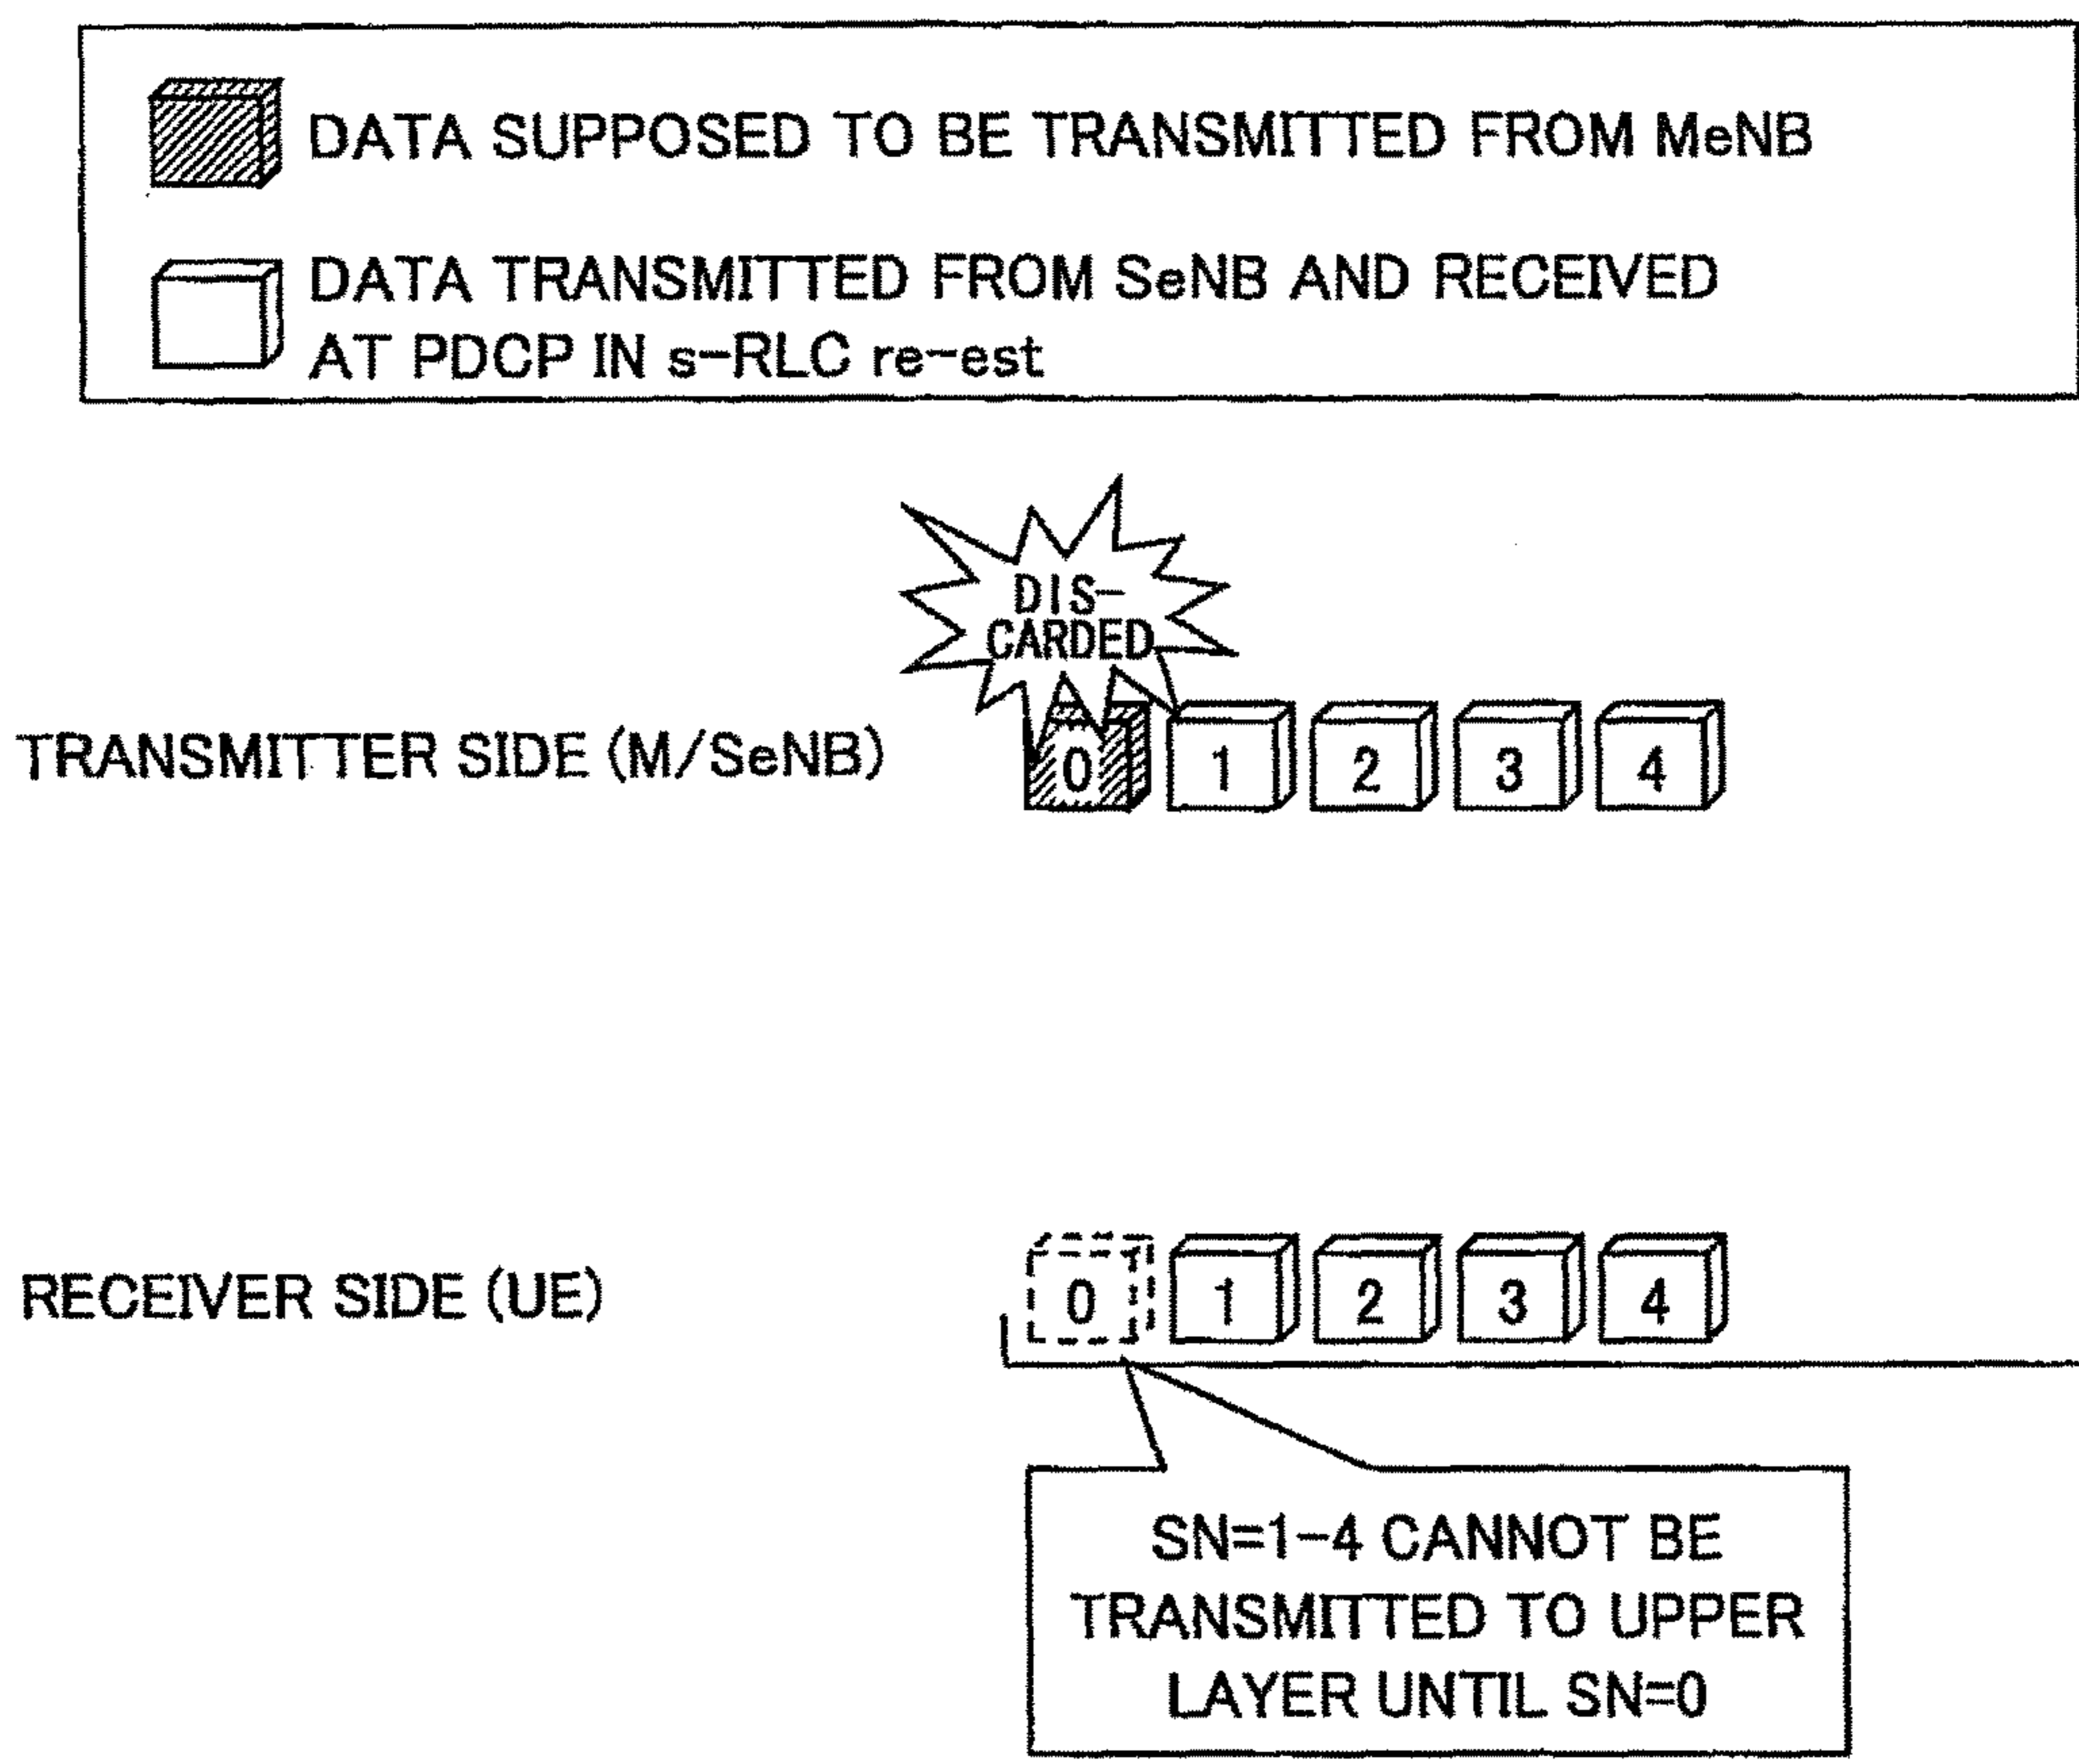 DATA SUPPOSED TO BE TRANSMITTED FROM MeNB
DATA TRANSMITTED FROM SeNB AND RECEIVED
AT PDCP IN s-RLC re-est
DIS-
CARDED
TRANSMITTER SIDE (M/SeNB) 0 1 2 3 4
RECEIVER SIDE (UE) 0 1 2 3 4
SN=1-4 CANNOT BE
TRANSMITTED TO UPPER
LAYER UNTIL SN=0